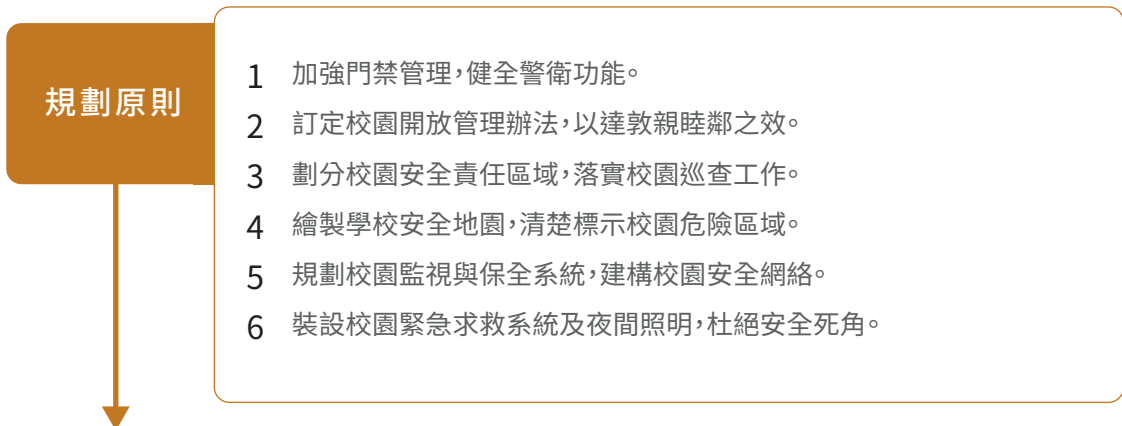 規劃原則
1 加強門禁管理,健全警衛功能。
2 訂定校園開放管理辦法,以達敦親睦鄰之效。
3 劃分校園安全責任區域,落實校園巡查工作。
4 繪製學校安全地園,清楚標示校園危險區域。
5 規劃校園監視與保全系統,建構校園安全網絡。
6 裝設校園緊急求救系統及夜間照明,杜絕安全死角。